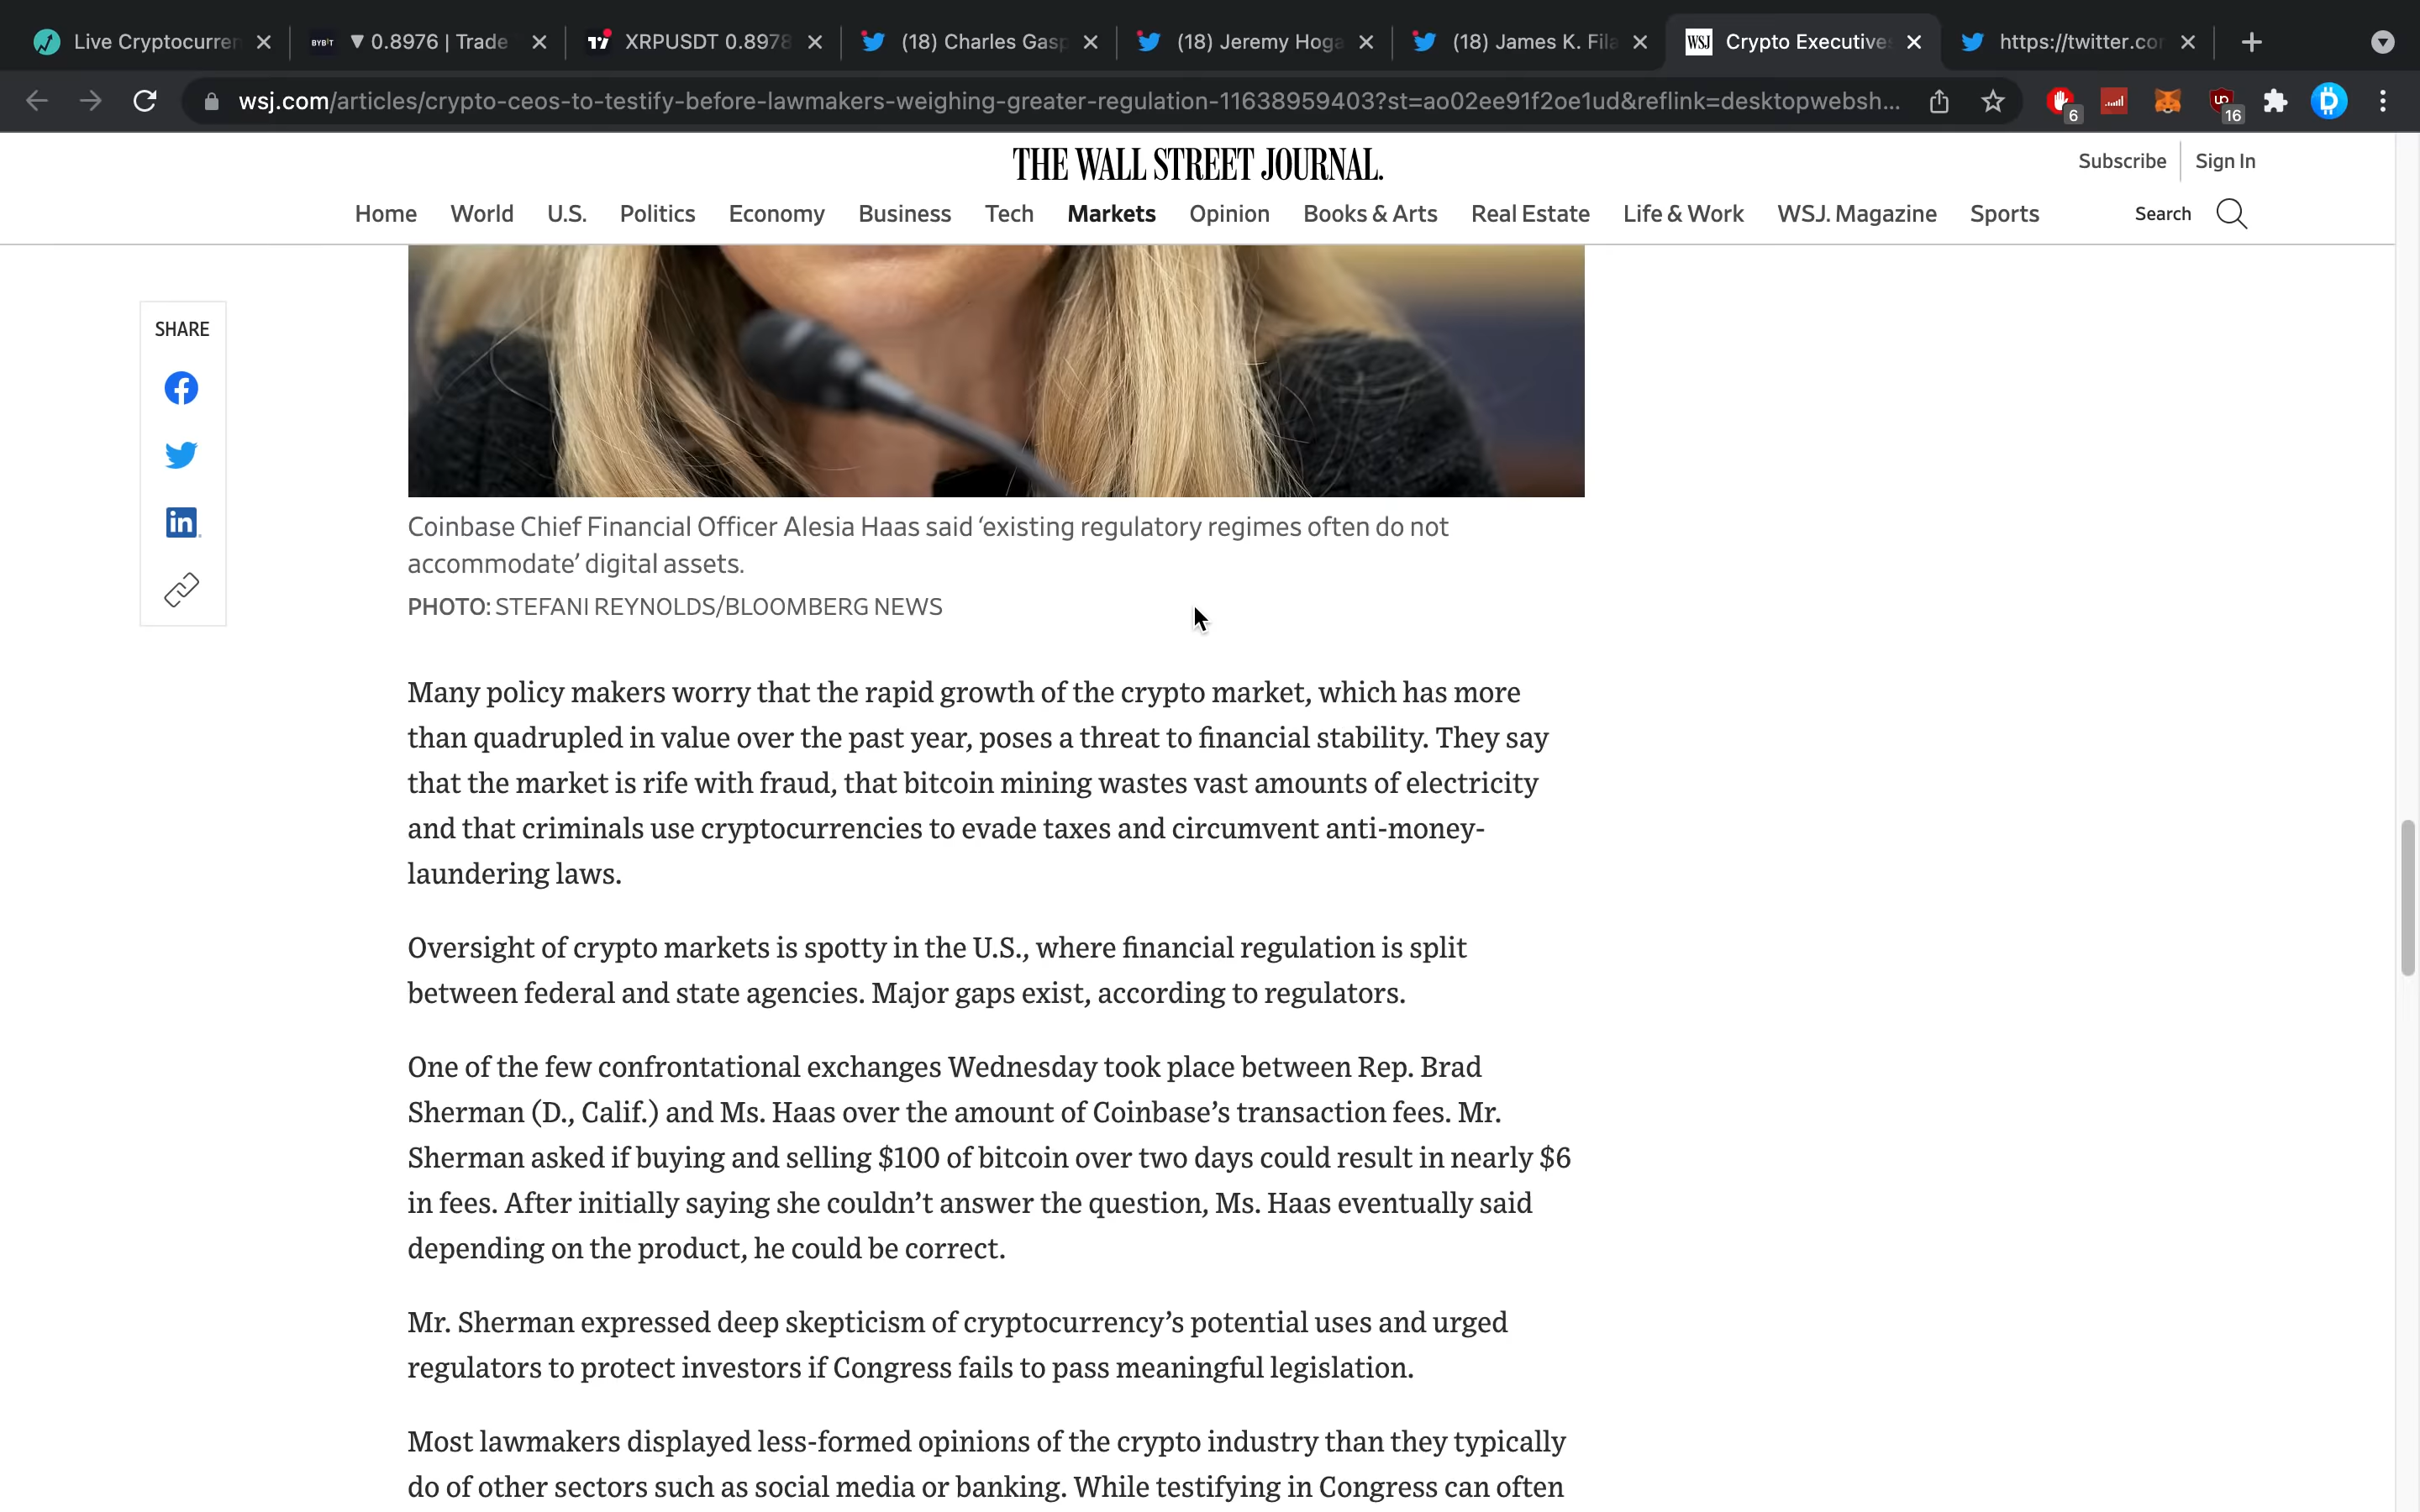 Live Cryptocurren
BYBIT ▼ 0.8976 | Trade
XRPUSDT 0.8978
(18) Charles Gasp
(18) Jeremy Hoga
(18) James K. Fila
WSJ Crypto Executives
https://twitter.com
wsj.com/articles/crypto-ceos-to-testify-before-lawmakers-weighing-greater-regulation-11638959403?st=ao02ee91f2oe1ud&reflink=desktopwebsh...
6
16
THE WALL STREET JOURNAL.
Subscribe Sign In
Home World U.S. Politics Economy Business Tech Markets Opinion Books & Arts Real Estate Life & Work WSJ. Magazine Sports Search
SHARE
Coinbase Chief Financial Officer Alesia Haas said ‘existing regulatory regimes often do not
accommodate’ digital assets.
PHOTO: STEFANI REYNOLDS/BLOOMBERG NEWS
Many policy makers worry that the rapid growth of the crypto market, which has more
than quadrupled in value over the past year, poses a threat to financial stability. They say
that the market is rife with fraud, that bitcoin mining wastes vast amounts of electricity
and that criminals use cryptocurrencies to evade taxes and circumvent anti-money-
laundering laws.
Oversight of crypto markets is spotty in the U.S., where financial regulation is split
between federal and state agencies. Major gaps exist, according to regulators.
One of the few confrontational exchanges Wednesday took place between Rep. Brad
Sherman (D., Calif.) and Ms. Haas over the amount of Coinbase’s transaction fees. Mr.
Sherman asked if buying and selling $100 of bitcoin over two days could result in nearly $6
in fees. After initially saying she couldn’t answer the question, Ms. Haas eventually said
depending on the product, he could be correct.
Mr. Sherman expressed deep skepticism of cryptocurrency’s potential uses and urged
regulators to protect investors if Congress fails to pass meaningful legislation.
Most lawmakers displayed less-formed opinions of the crypto industry than they typically
do of other sectors such as social media or banking. While testifying in Congress can often